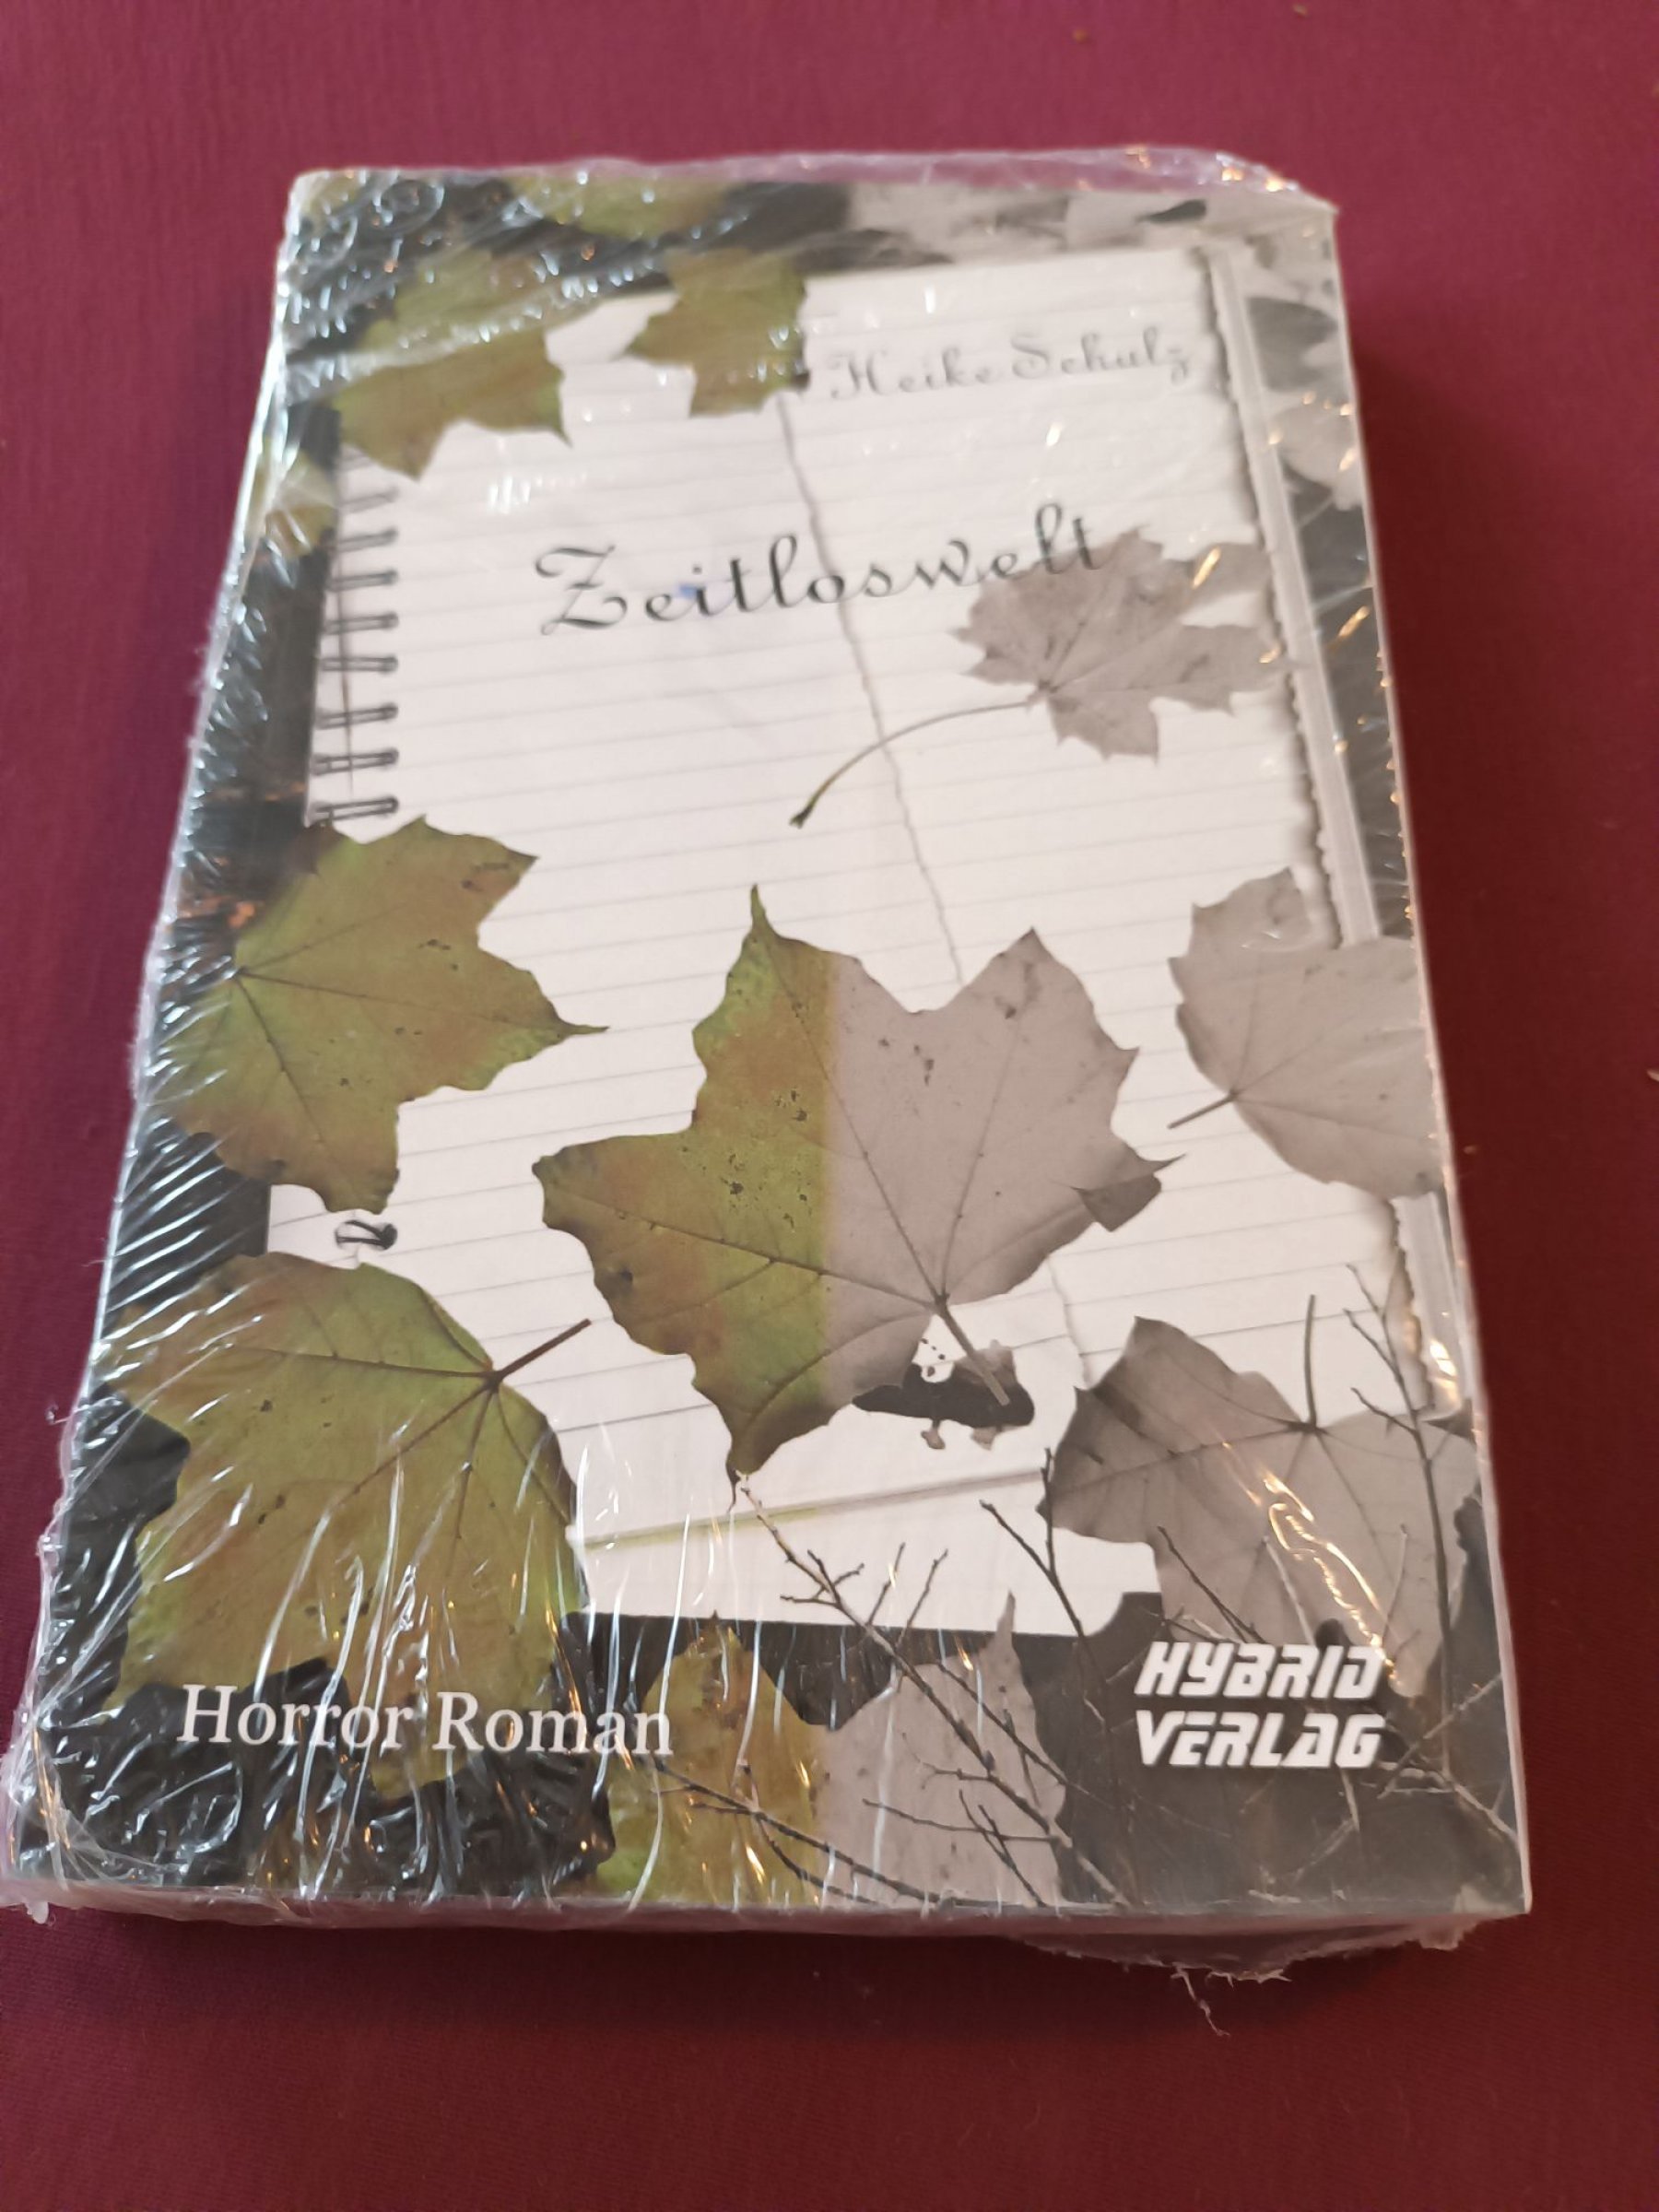 Heike Schulz
Zeitloswelt
Horror Roman
HYBRID
VERLAG